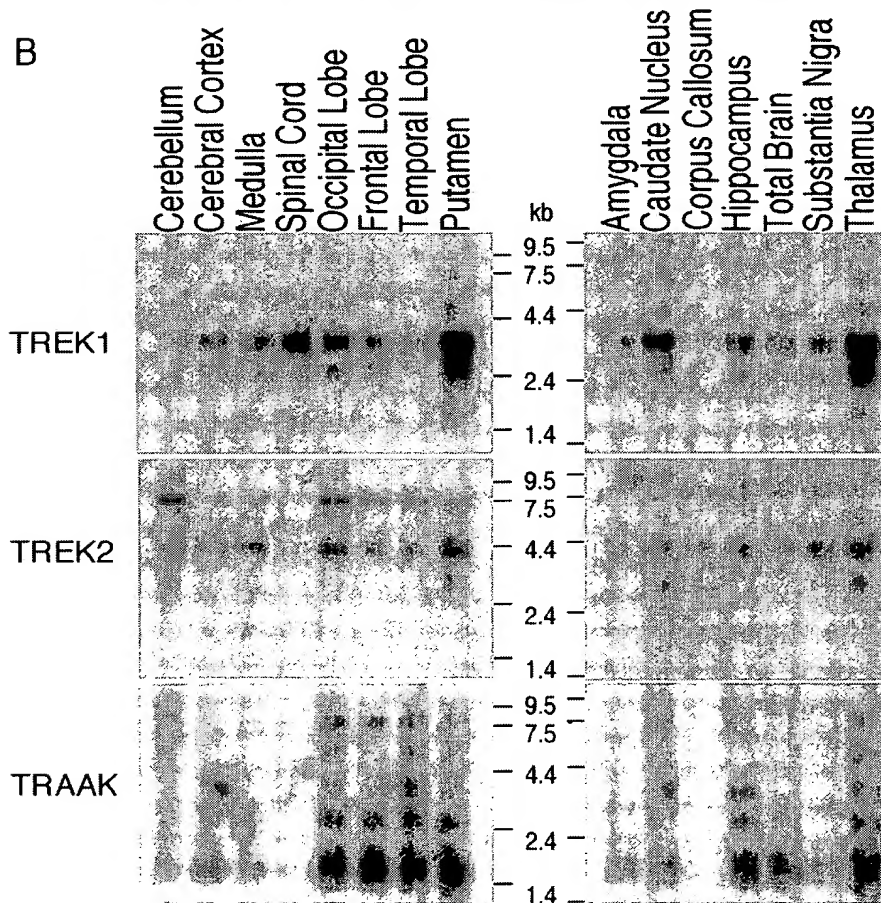 B
Cerebellum
Cerebral Cortex
Medulla
Spinal Cord
Occipital Lobe
Frontal Lobe
Temporal Lobe
Putamen
kb
Amygdala
Caudate Nucleus
Corpus Callosum
Hippocampus
Total Brain
Substantia Nigra
Thalamus
TREK1
9.5
7.5
4.4
2.4
1.4
TREK2
9.5
7.5
4.4
2.4
1.4
TRAAK
9.5
7.5
4.4
2.4
1.4